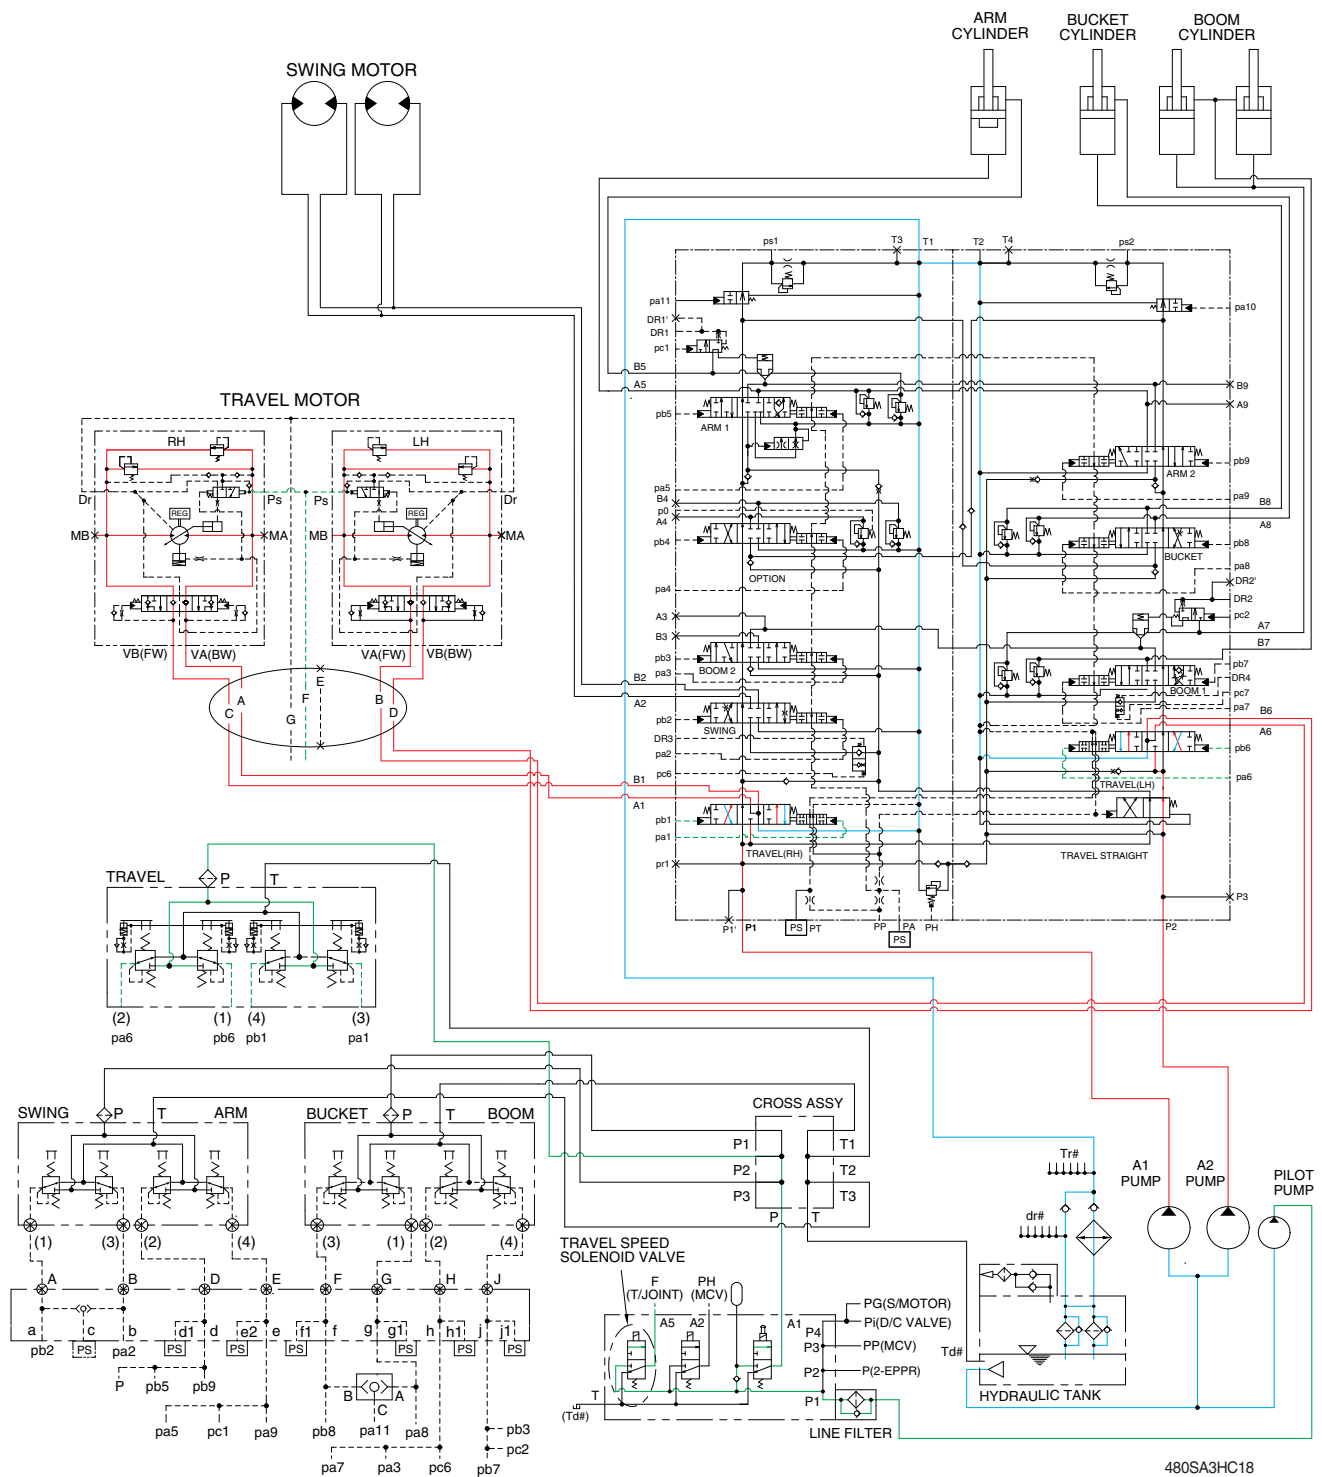 ARM
CYLINDER
BUCKET
CYLINDER
BOOM
CYLINDER
SWING MOTOR
ps1
T3
T1
T2
T4
ps2
pa11
pa10
DR1'
DR1
pc1
B5
A5
B9
A9
pb5
ARM 1
TRAVEL MOTOR
RH
LH
Dr
Ps
Ps
Dr
REG
REG
MB
MA
MB
MA
VB(FW)
VA(BW)
VA(FW)
VB(BW)
pb9
ARM 2
pa9
pa5
B4
p0
A4
pb4
OPTION
pa4
B8
A8
pb8
BUCKET
pa8
DR2'
DR2
pc2
A3
B3
pb3
pa3
BOOM 2
A7
B7
pb7
DR4
pc7
BOOM 1
pa7
B2
A2
pb2
SWING
DR3
pa2
pc6
B6
A6
pb6
pa6
TRAVEL(LH)
E
F
G
A
C
B
D
B1
A1
pb1
pa1
TRAVEL(RH)
TRAVEL STRAIGHT
pr1
P1'
P1
PS
PT
PP
PA
PS
PH
P2
P3
TRAVEL
P
T
(2)
(1)
(4)
(3)
pa6
pb6
pb1
pa1
SWING
P
T
ARM
BUCKET
P
T
BOOM
(1)
(3)
(2)
(4)
(3)
(1)
(2)
(4)
A
B
D
E
F
G
H
J
a
c
b
d1
d
e2
e
f1
f
g
g1
h
h1
j
j1
pb2
PS
pa2
PS
PS
PS
PS
PS
PS
P
pb5
pb9
pa5
pc1
pa9
B
A
C
pb8
pa11
pa8
pa7
pa3
pc6
pb3
pc2
pb7
CROSS ASSY
P1
T1
P2
T2
P3
T3
P
T
TRAVEL SPEED
SOLENOID VALVE
F
(T/JOINT)
PH
(MCV)
A5
A2
A1
P4
P3
P2
P1
PG(S/MOTOR)
Pi(D/C VALVE)
PP(MCV)
P(2-EPPR)
T
(Td#)
LINE FILTER
Tr#
dr#
Td#
HYDRAULIC TANK
A1
PUMP
A2
PUMP
PILOT
PUMP
480SA3HC18